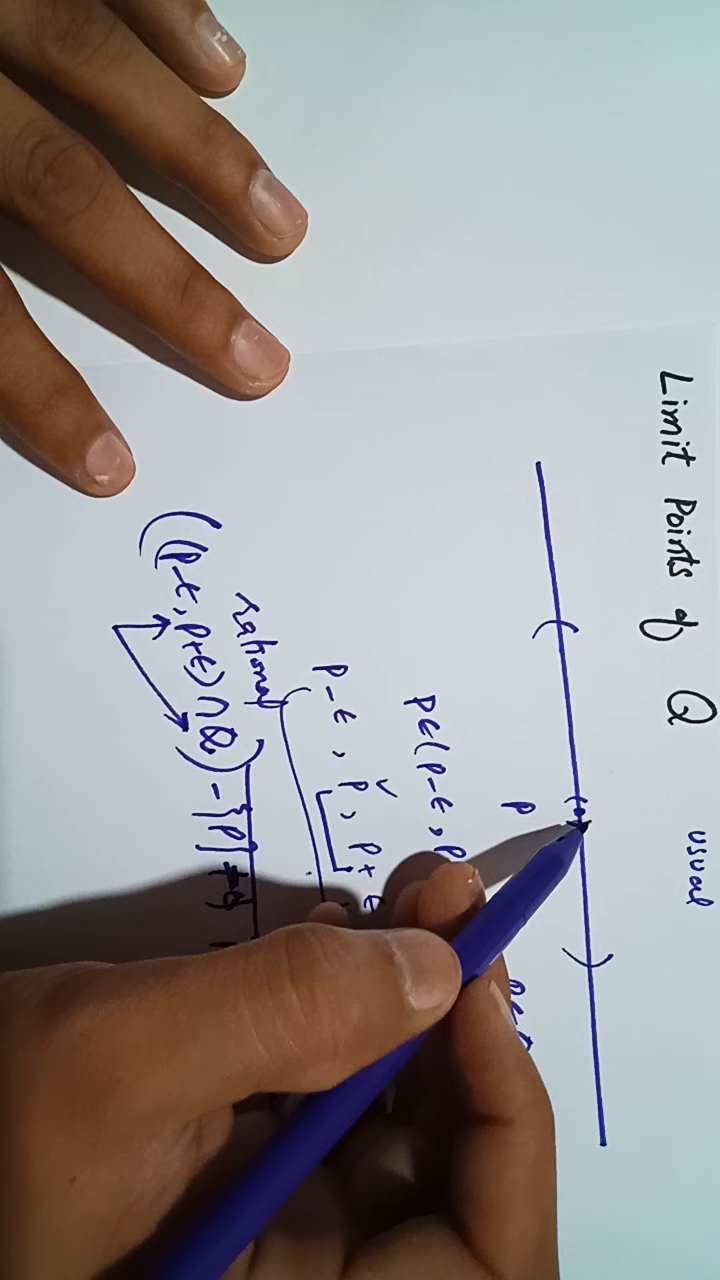 Limit Points of Q usual
P
P∈(P-ε, P
P-ε, P, P+ε
rational
((P-ε, P+ε) ∩ Q) - {P} ≠ φ